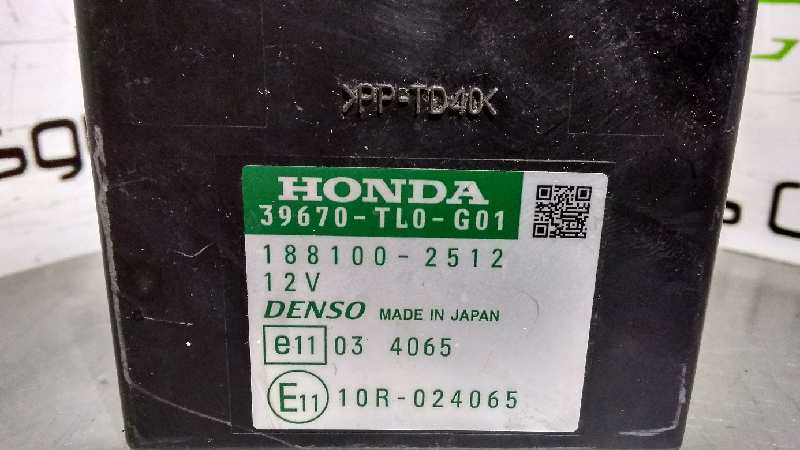 >PP-TD40<
HONDA
39670-TL0-G01
188100-2512
12V
DENSO MADE IN JAPAN
e11 03 4065
E11 10R-024065